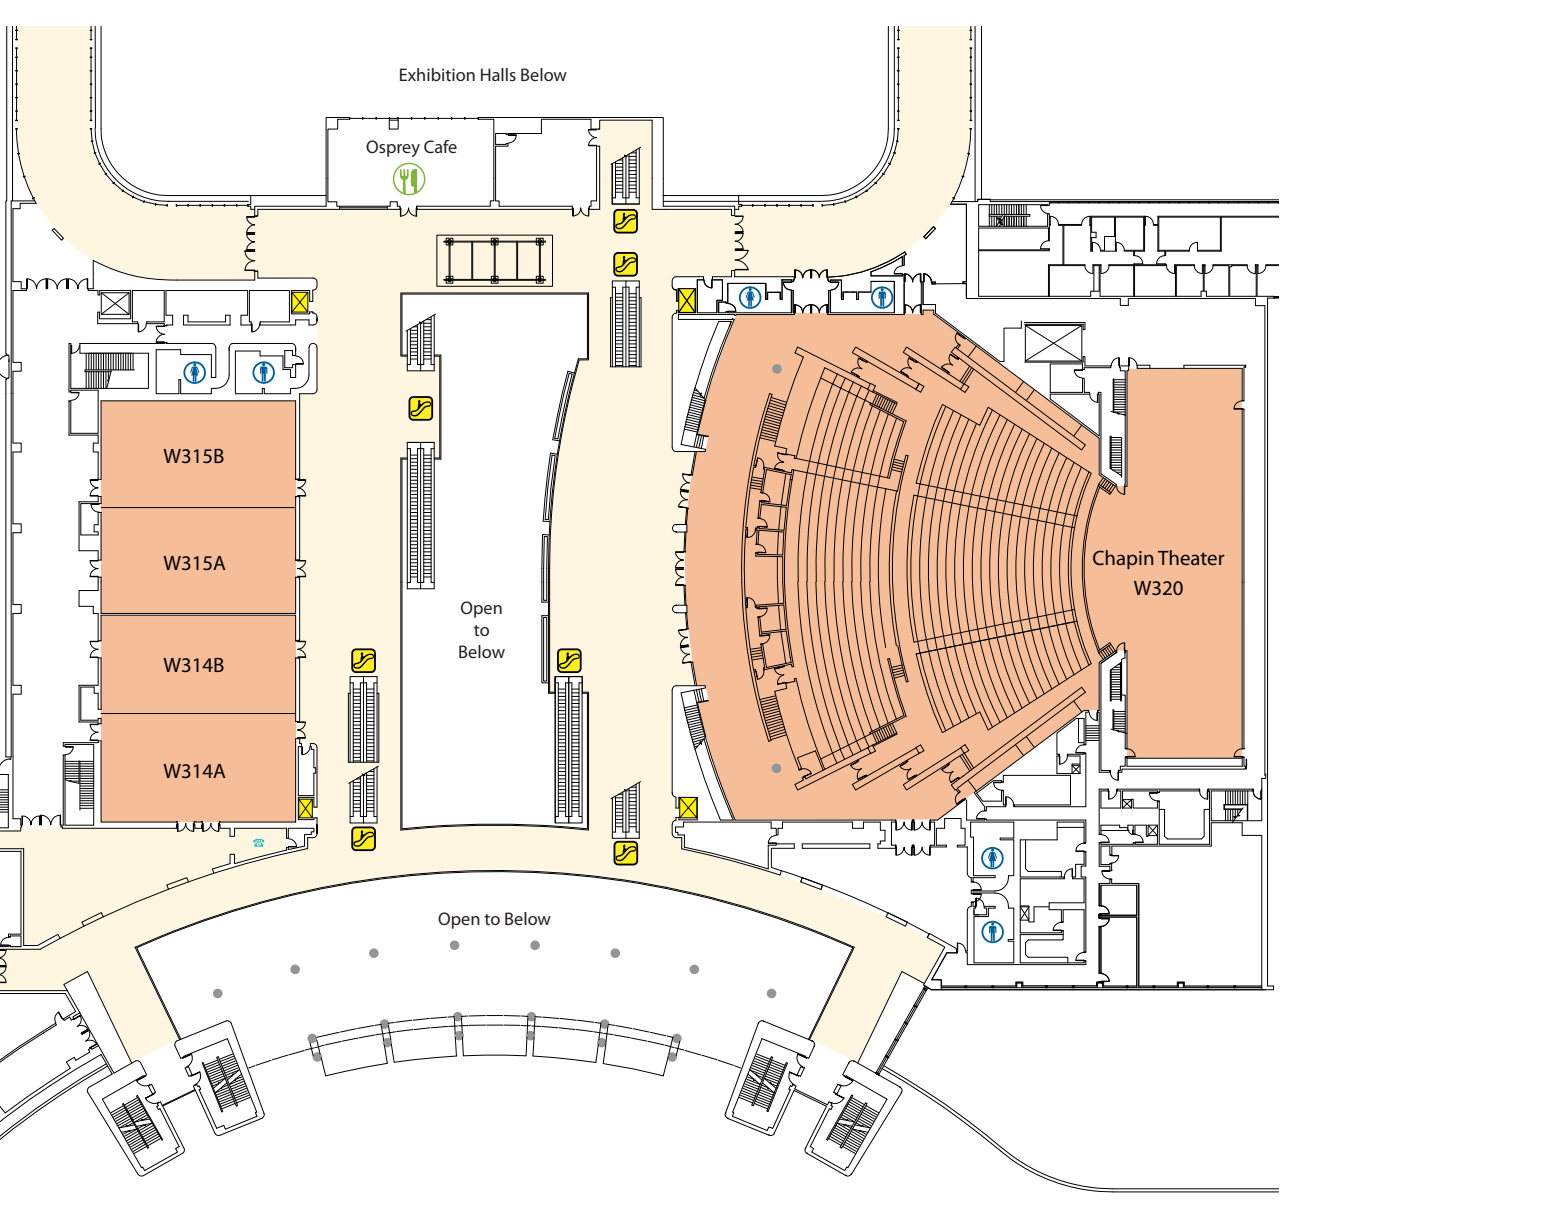 Exhibition Halls Below
Osprey Cafe
W315B
W315A
W314B
W314A
Open
to
Below
Chapin Theater
W320
Open to Below